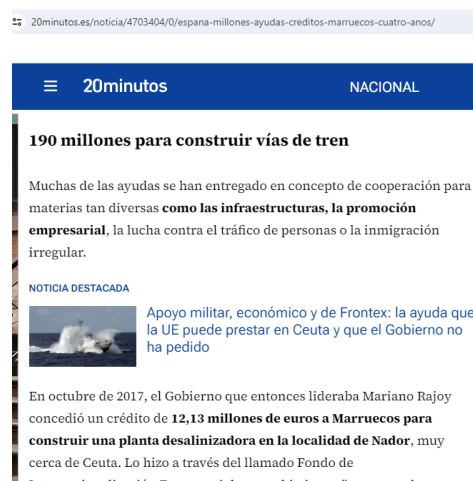 20minutos.es/noticia/4703404/0/espana-millones-ayudas-creditos-marruecos-cuatro-anos/
20minutos
NACIONAL
190 millones para construir vías de tren
Muchas de las ayudas se han entregado en concepto de cooperación para
materias tan diversas como las infraestructuras, la promoción
empresarial, la lucha contra el tráfico de personas o la inmigración
irregular.
NOTICIA DESTACADA
Apoyo militar, económico y de Frontex: la ayuda que
la UE puede prestar en Ceuta y que el Gobierno no
ha pedido
En octubre de 2017, el Gobierno que entonces lideraba Mariano Rajoy
concedió un crédito de 12,13 millones de euros a Marruecos para
construir una planta desalinizadora en la localidad de Nador, muy
cerca de Ceuta. Lo hizo a través del llamado Fondo de